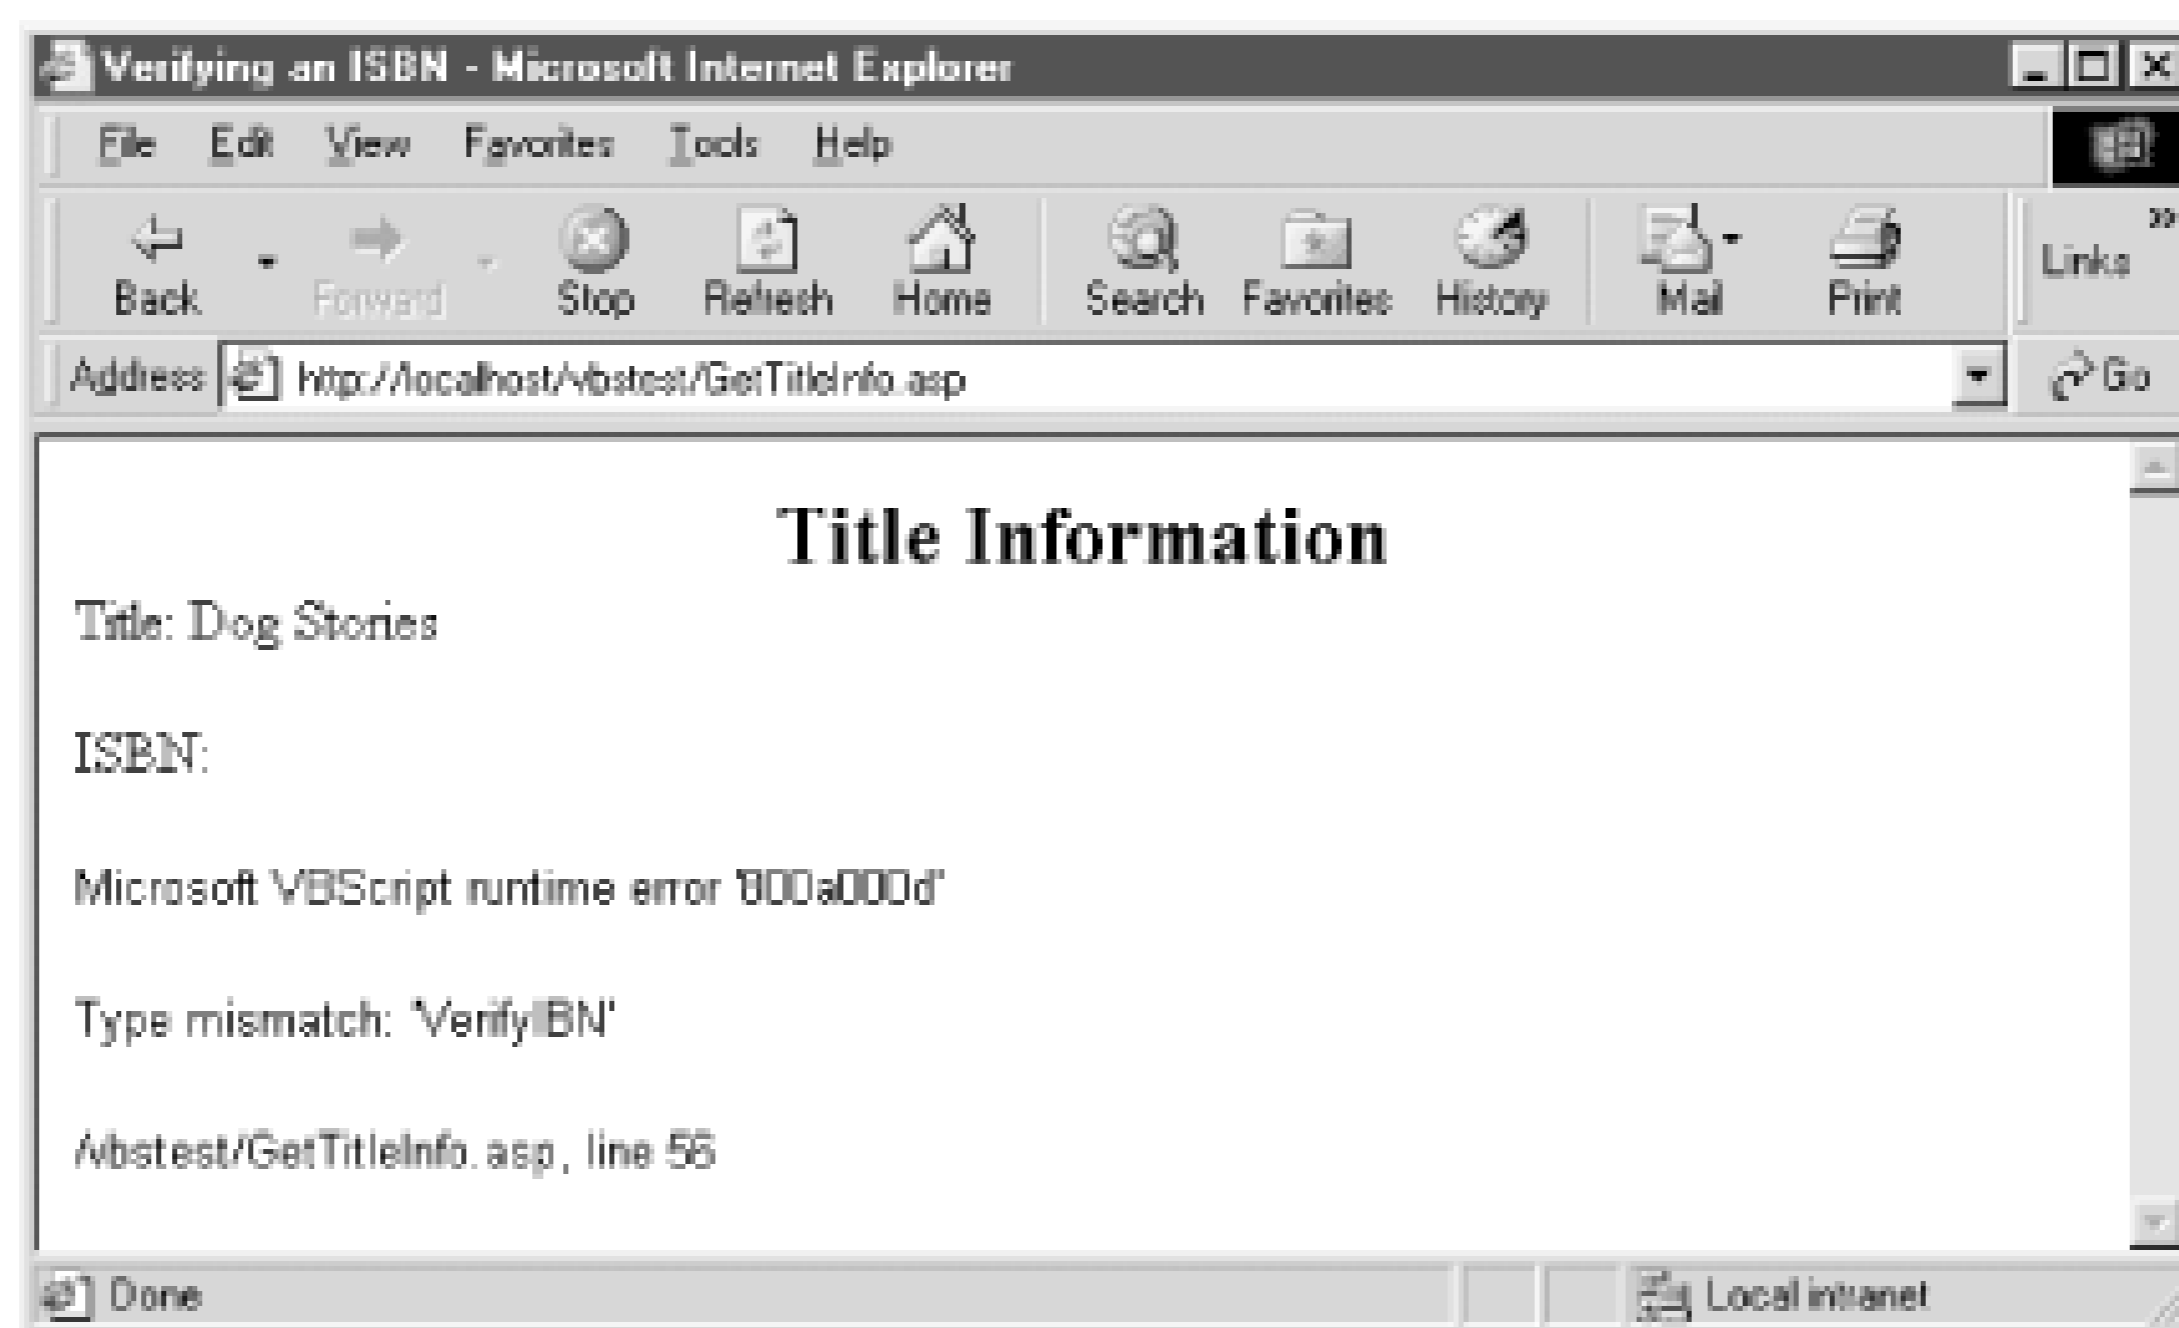 Verifying an ISBN - Microsoft Internet Explorer
File Edit View Favorites Tools Help
Back Forward Stop Refresh Home Search Favorites History Mail Print Links »
Address http://localhost/vbstest/GetTitleInfo.asp Go
Title Information
Title: Dog Stories
ISBN:
Microsoft VBScript runtime error '800a000d'
Type mismatch: 'VerifyIBN'
/vbstest/GetTitleInfo.asp, line 56
Done Local intranet